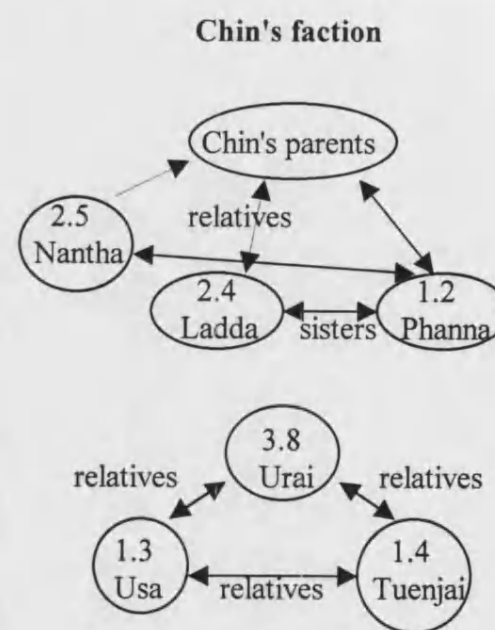 Chin's faction
Chin's parents
relatives
2.5
Nantha
2.4
Ladda
sisters
1.2
Phanna
3.8
Urai
relatives
relatives
1.3
Usa
relatives
1.4
Tuenjai